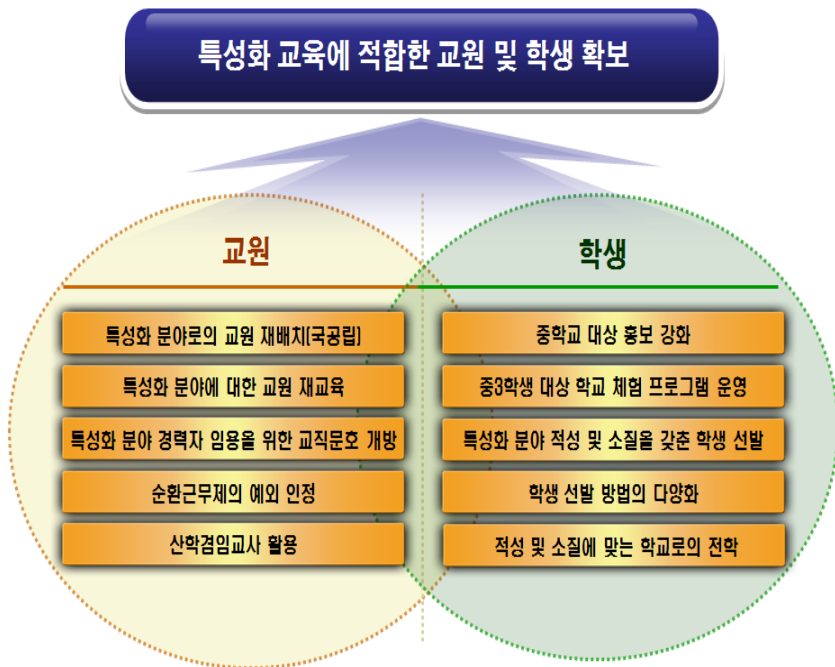 특성화 교육에 적합한 교원 및 학생 확보
교원
특성화 분야로의 교원 재배치(국공립)
특성화 분야에 대한 교원 재교육
특성화 분야 경력자 임용을 위한 교직문호 개방
순환근무제의 예외 인정
산학겸임교사 활용
학생
중학교 대상 홍보 강화
중3학생 대상 학교 체험 프로그램 운영
특성화 분야 적성 및 소질을 갖춘 학생 선발
학생 선발 방법의 다양화
적성 및 소질에 맞는 학교로의 전학